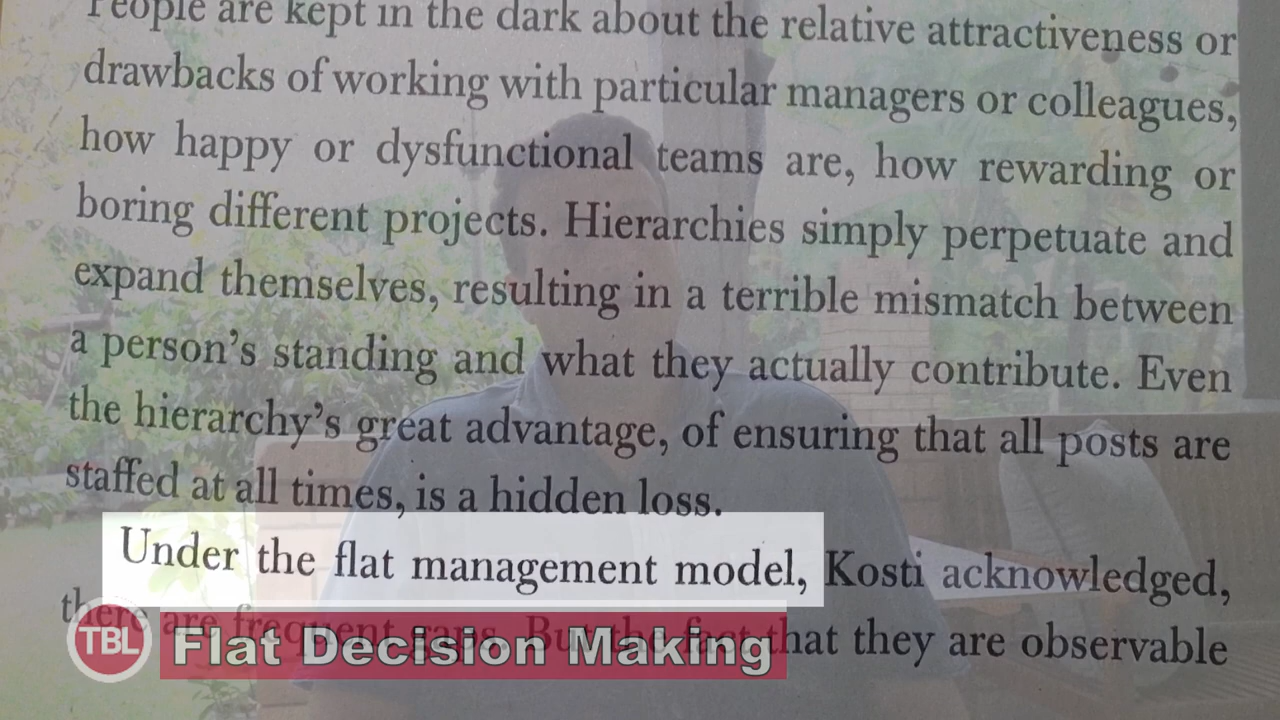 People are kept in the dark about the relative attractiveness or
drawbacks of working with particular managers or colleagues,
how happy or dysfunctional teams are, how rewarding or
boring different projects. Hierarchies simply perpetuate and
expand themselves, resulting in a terrible mismatch between
a person's standing and what they actually contribute. Even
the hierarchy's great advantage, of ensuring that all posts are
staffed at all times, is a hidden loss.
Under the flat management model, Kosti acknowledged,
there are frequent gaps. But the fact that they are observable
TBL
Flat Decision Making